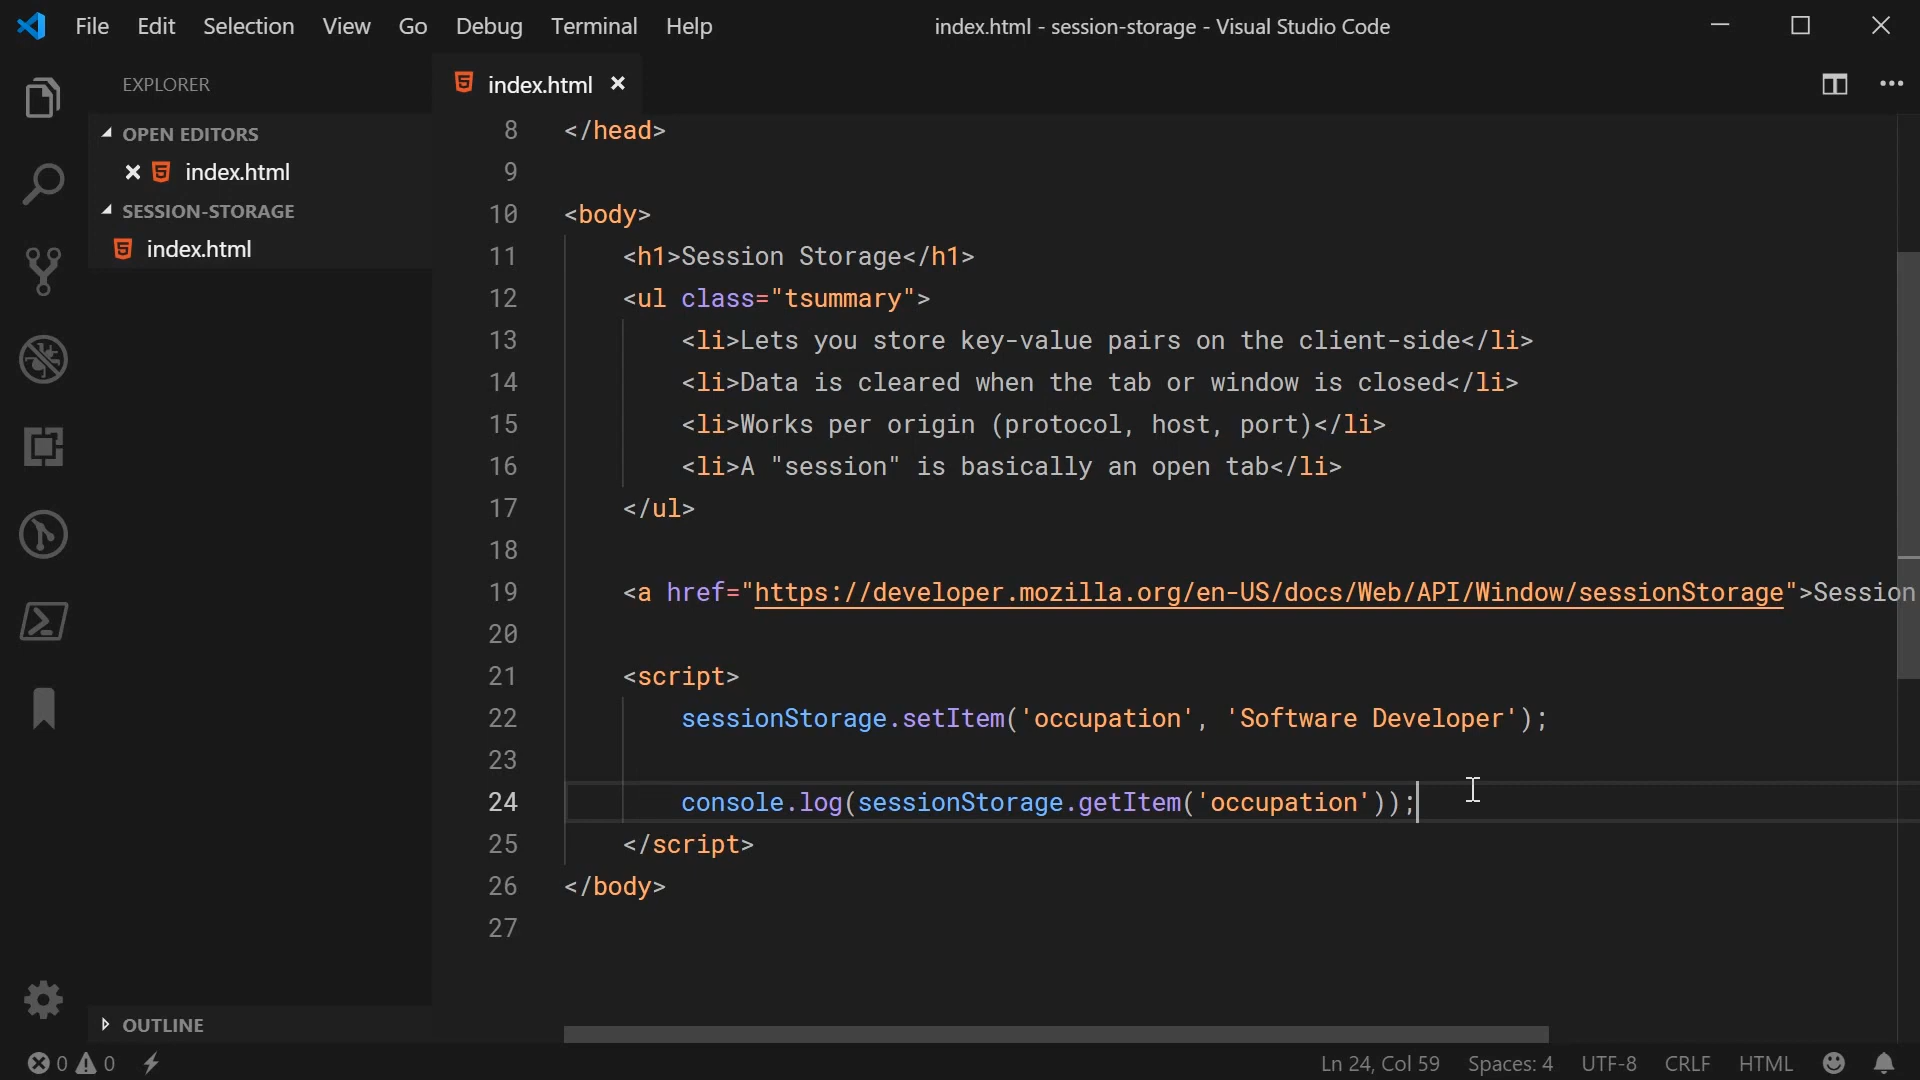 File Edit Selection View Go Debug Terminal Help index.html - session-storage - Visual Studio Code
EXPLORER
OPEN EDITORS
index.html
SESSION-STORAGE
index.html
OUTLINE
index.html
8 </head>
9
10 <body>
11 <h1>Session Storage</h1>
12 <ul class="tsummary">
13 <li>Lets you store key-value pairs on the client-side</li>
14 <li>Data is cleared when the tab or window is closed</li>
15 <li>Works per origin (protocol, host, port)</li>
16 <li>A "session" is basically an open tab</li>
17 </ul>
18
19 <a href="https://developer.mozilla.org/en-US/docs/Web/API/Window/sessionStorage">Session
20
21 <script>
22 sessionStorage.setItem('occupation', 'Software Developer');
23
24 console.log(sessionStorage.getItem('occupation'));
25 </script>
26 </body>
27
0 0 Ln 24, Col 59 Spaces: 4 UTF-8 CRLF HTML